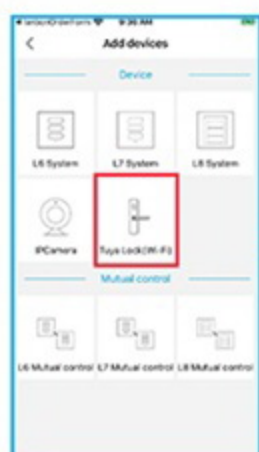 9:36 AM
Add devices
Device
L6 System L7 System L8 System
IPCamera Tuya Lock(Wi-Fi)
Mutual control
L6 Mutual control L7 Mutual control L8 Mutual control